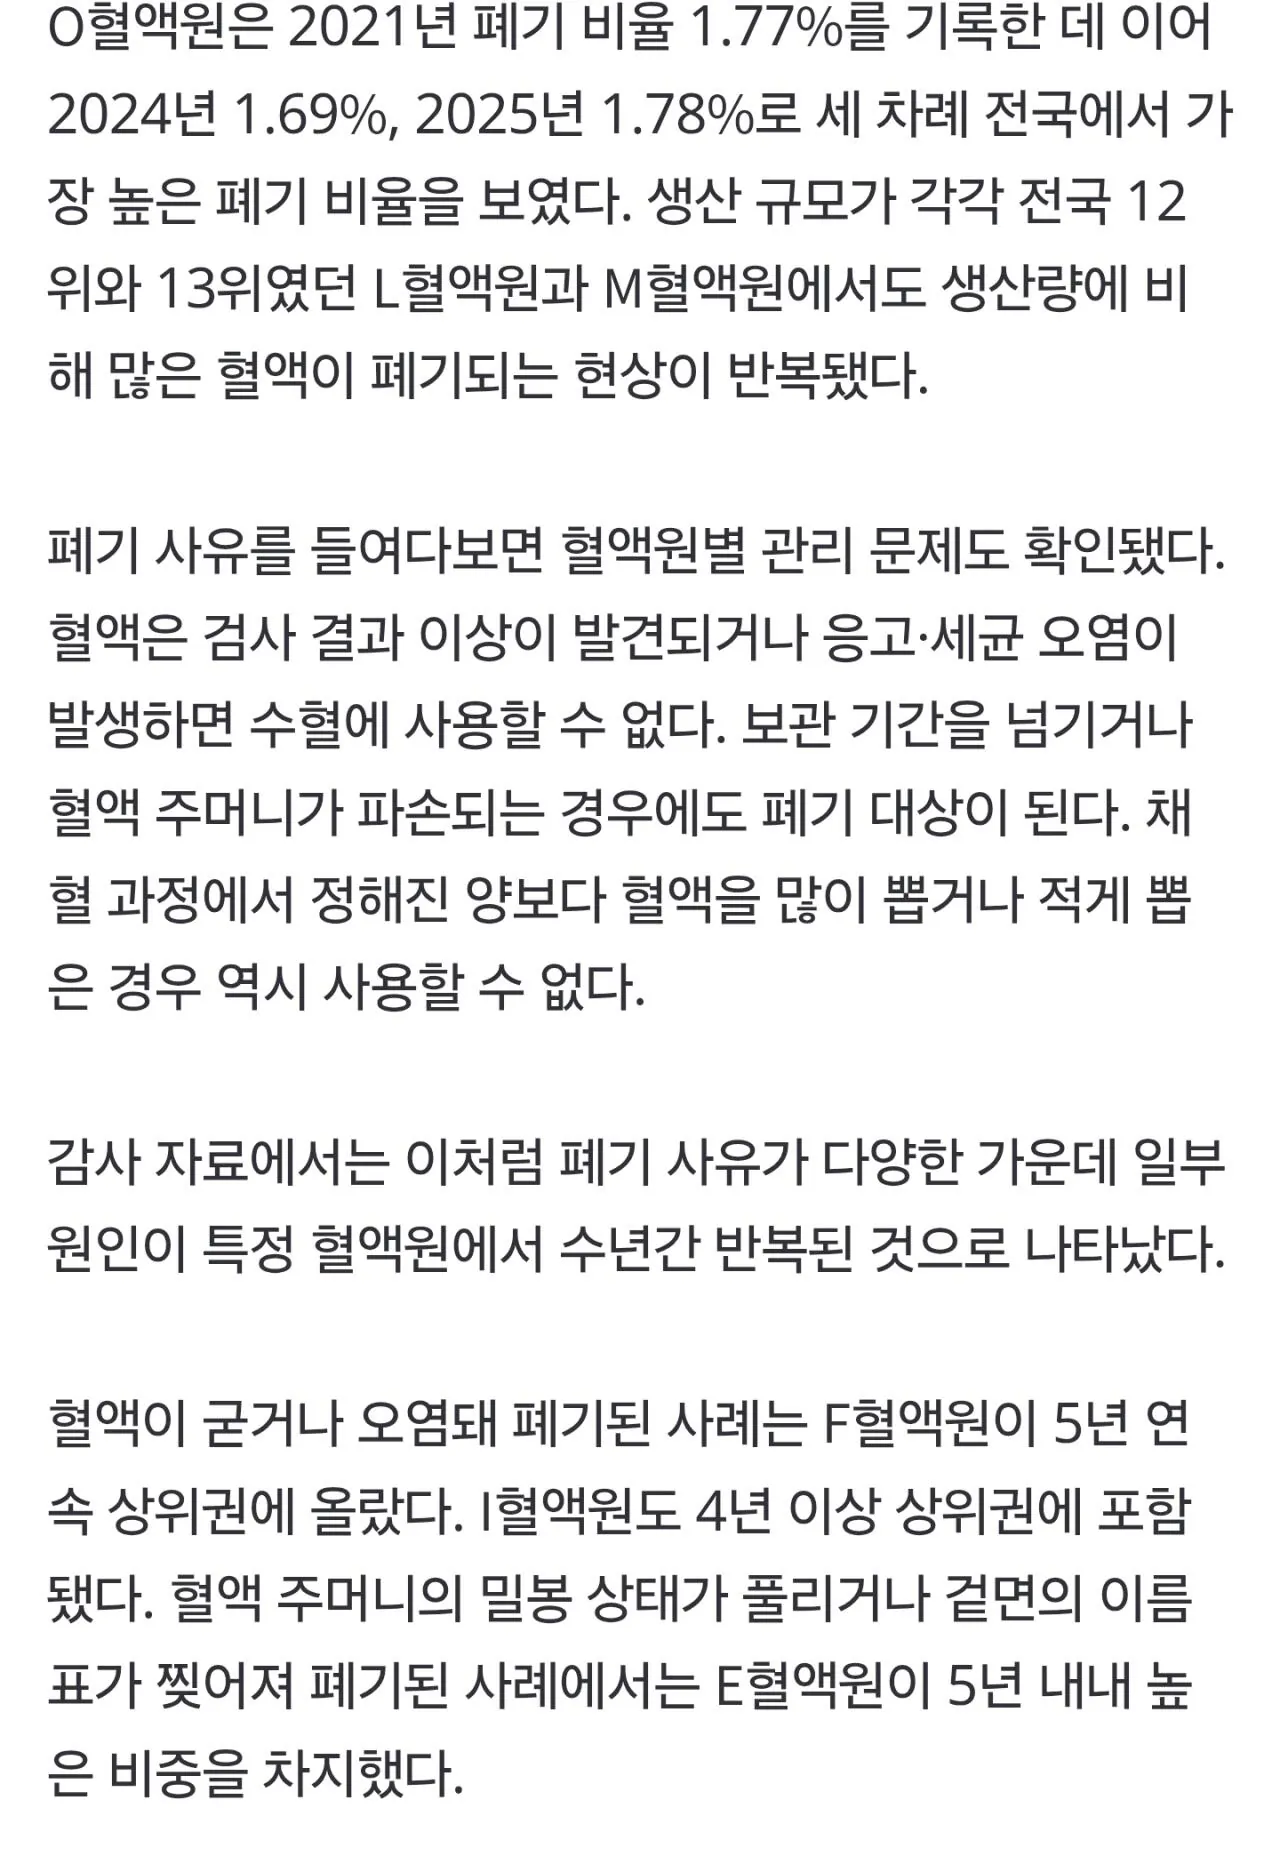 O혈액원은 2021년 폐기 비율 1.77%를 기록한 데 이어
2024년 1.69%, 2025년 1.78%로 세 차례 전국에서 가
장 높은 폐기 비율을 보였다. 생산 규모가 각각 전국 12
위와 13위였던 L혈액원과 M혈액원에서도 생산량에 비
해 많은 혈액이 폐기되는 현상이 반복됐다.
폐기 사유를 들여다보면 혈액원별 관리 문제도 확인됐다.
혈액은 검사 결과 이상이 발견되거나 응고·세균 오염이
발생하면 수혈에 사용할 수 없다. 보관 기간을 넘기거나
혈액 주머니가 파손되는 경우에도 폐기 대상이 된다. 채
혈 과정에서 정해진 양보다 혈액을 많이 뽑거나 적게 뽑
은 경우 역시 사용할 수 없다.
감사 자료에서는 이처럼 폐기 사유가 다양한 가운데 일부
원인이 특정 혈액원에서 수년간 반복된 것으로 나타났다.
혈액이 굳거나 오염돼 폐기된 사례는 F혈액원이 5년 연
속 상위권에 올랐다. I혈액원도 4년 이상 상위권에 포함
됐다. 혈액 주머니의 밀봉 상태가 풀리거나 겉면의 이름
표가 찢어져 폐기된 사례에서는 E혈액원이 5년 내내 높
은 비중을 차지했다.